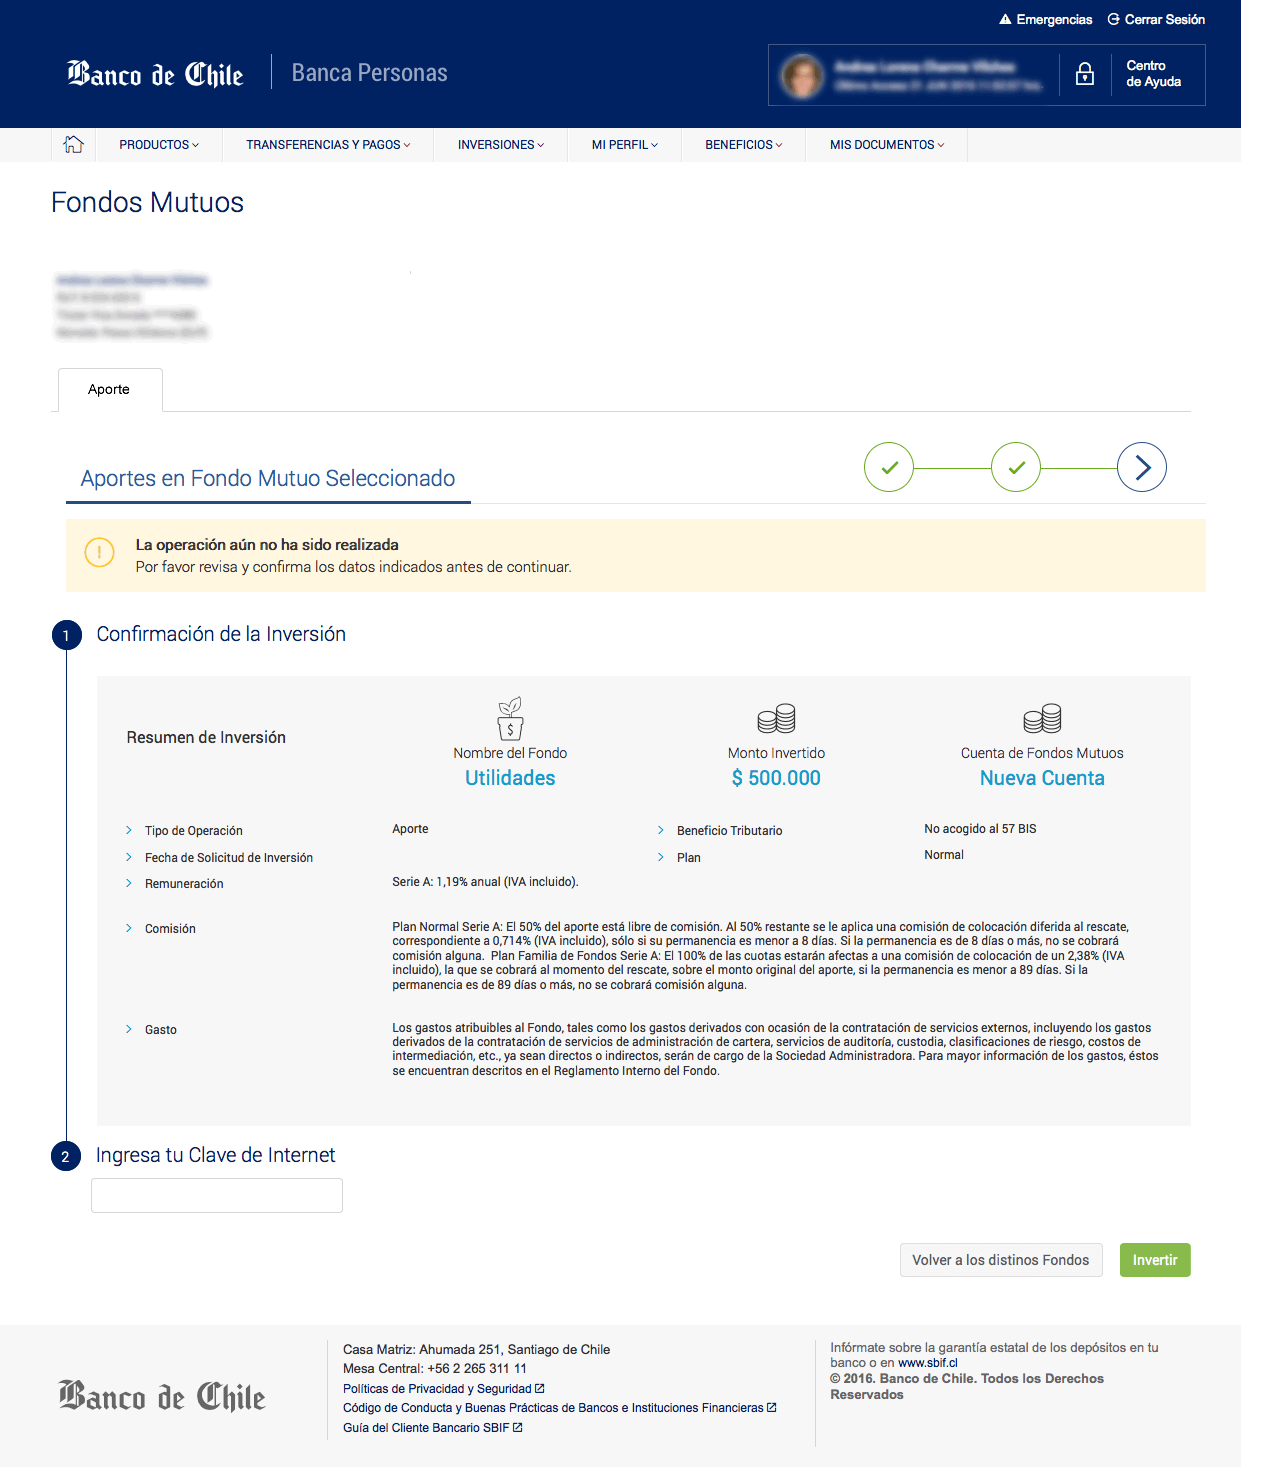 Emergencias Cerrar Sesión
Banco de Chile Banca Personas
Centro
de Ayuda
PRODUCTOS TRANSFERENCIAS Y PAGOS INVERSIONES MI PERFIL BENEFICIOS MIS DOCUMENTOS
Fondos Mutuos
Aporte
Aportes en Fondo Mutuo Seleccionado
La operación aún no ha sido realizada
Por favor revisa y confirma los datos indicados antes de continuar.
1 Confirmación de la Inversión
Resumen de Inversión
$
Nombre del Fondo
Utilidades
Monto Invertido
$ 500.000
Cuenta de Fondos Mutuos
Nueva Cuenta
Tipo de Operación Aporte
Fecha de Solicitud de Inversión
Remuneración Serie A: 1,19% anual (IVA incluido).
Beneficio Tributario No acogido al 57 BIS
Plan Normal
Comisión
Plan Normal Serie A: El 50% del aporte está libre de comisión. Al 50% restante se le aplica una comisión de colocación diferida al rescate,
correspondiente a 0,714% (IVA incluido), sólo si su permanencia es menor a 8 días. Si la permanencia es de 8 días o más, no se cobrará
comisión alguna. Plan Familia de Fondos Serie A: El 100% de las cuotas estarán afectas a una comisión de colocación de un 2,38% (IVA
incluido), la que se cobrará al momento del rescate, sobre el monto original del aporte, si la permanencia es menor a 89 días. Si la
permanencia es de 89 días o más, no se cobrará comisión alguna.
Gasto
Los gastos atribuibles al Fondo, tales como los gastos derivados con ocasión de la contratación de servicios externos, incluyendo los gastos
derivados de la contratación de servicios de administración de cartera, servicios de auditoría, custodia, clasificaciones de riesgo, costos de
intermediación, etc., ya sean directos o indirectos, serán de cargo de la Sociedad Administradora. Para mayor información de los gastos, éstos
se encuentran descritos en el Reglamento Interno del Fondo.
2 Ingresa tu Clave de Internet
Volver a los distinos Fondos Invertir
Banco de Chile
Casa Matriz: Ahumada 251, Santiago de Chile
Mesa Central: +56 2 265 311 11
Políticas de Privacidad y Seguridad
Código de Conducta y Buenas Prácticas de Bancos e Instituciones Financieras
Guía del Cliente Bancario SBIF
Infórmate sobre la garantía estatal de los depósitos en tu
banco o en www.sbif.cl
© 2016. Banco de Chile. Todos los Derechos
Reservados